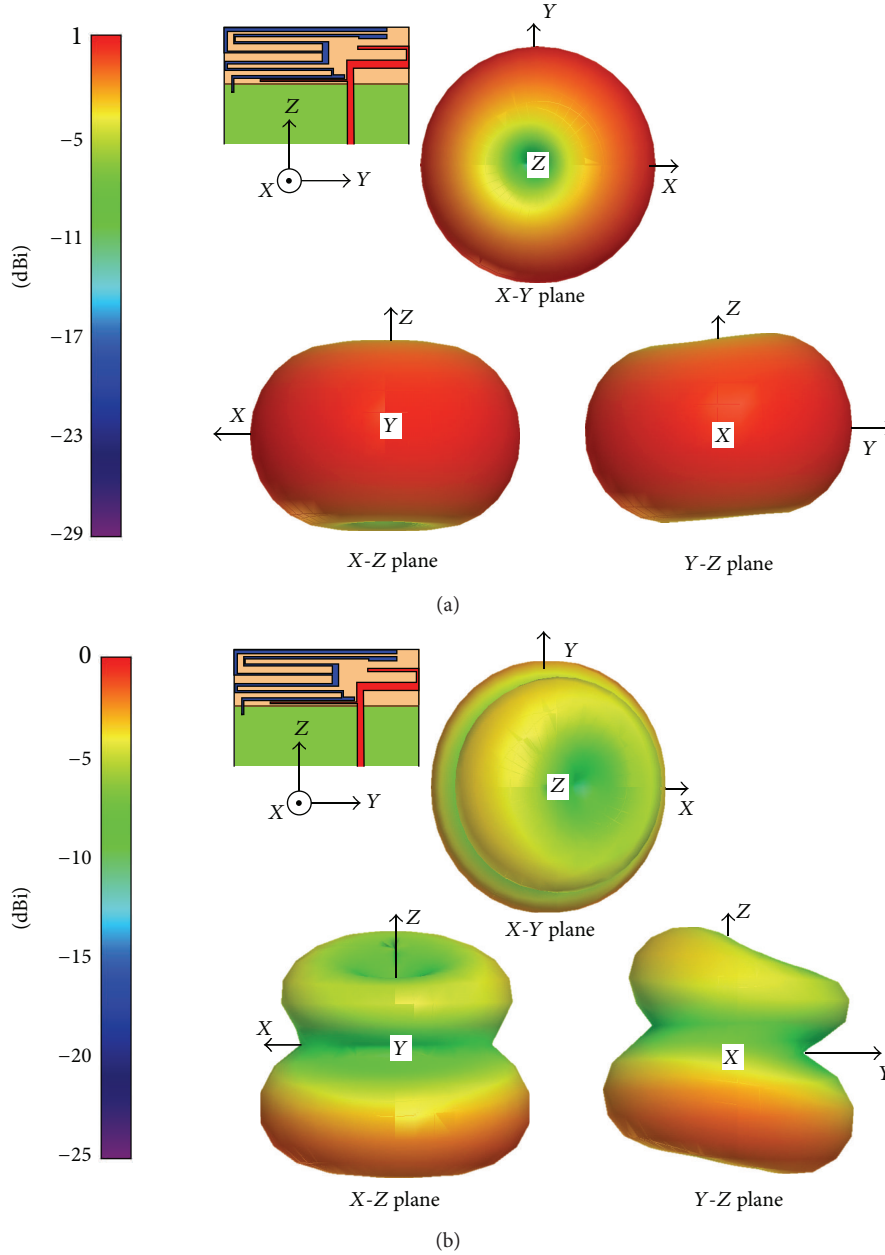 1
−5
−11
−17
−23
−29
(dBi)
Z
X
Y
Y
Z
X
X-Y plane
Z
X
Y
X-Z plane
Z
X
Y
Y-Z plane
(a)
0
−5
−10
−15
−20
−25
(dBi)
Z
X
Y
Y
Z
X
X-Y plane
Z
X
Y
X-Z plane
Z
X
Y
Y-Z plane
(b)